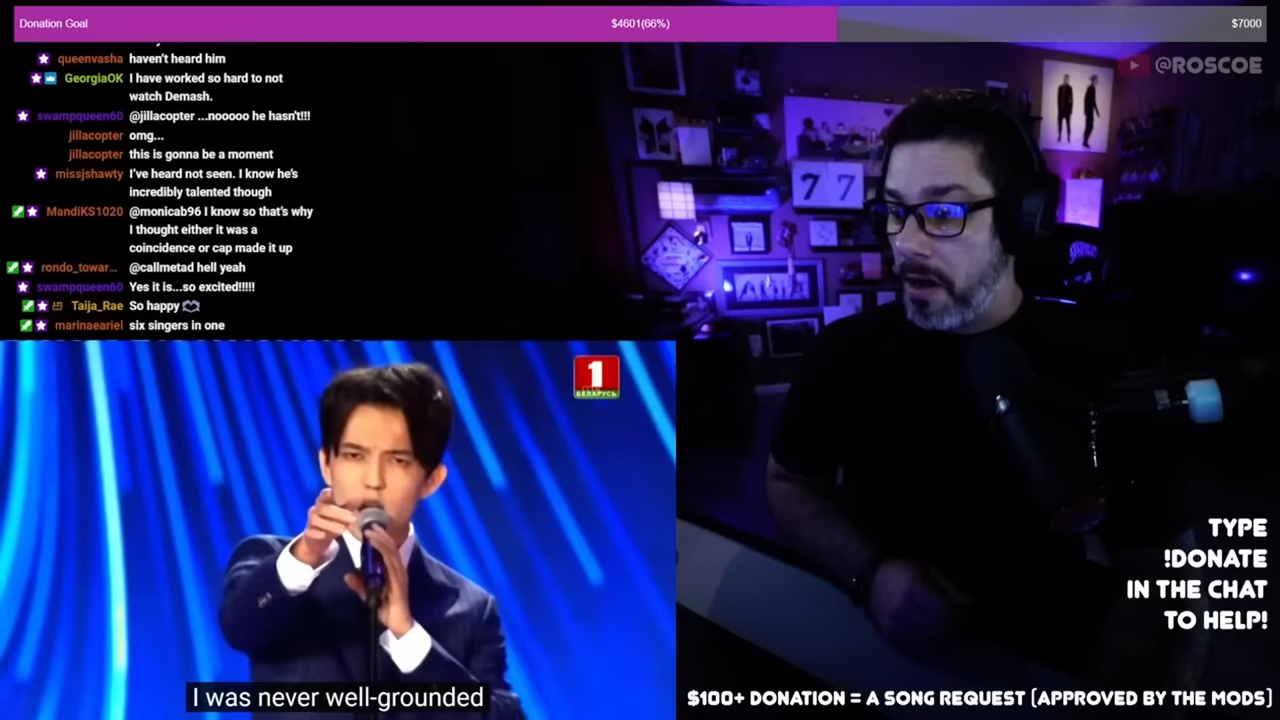 Donation Goal $4601(66%) $7000
queenvasha haven't heard him
GeorgiaOK I have worked so hard to not
watch Demash.
swampqueen60 @jillacopter ...nooooo he hasn't!!!
jillacopter omg...
jillacopter this is gonna be a moment
missjshawty I've heard not seen. I know he's
incredibly talented though
MandiKS1020 @monicab96 I know so that's why
I thought either it was a
coincidence or cap made it up
rondo_towar... @callmetad hell yeah
swampqueen60 Yes it is...so excited!!!!!
Taija_Rae So happy
marinaeariel six singers in one
@ROSCOE
77
1
БЕЛАРУСЬ
I was never well-grounded
TYPE
!DONATE
IN THE CHAT
TO HELP!
$100+ DONATION = A SONG REQUEST (APPROVED BY THE MODS)